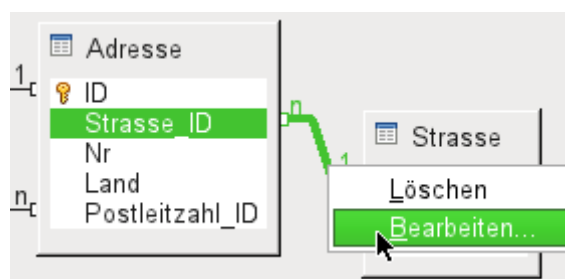 Adresse
1
ID
Strasse_ID
n
Nr
Land
n
Postleitzahl_ID
Strasse
1
Löschen
Bearbeiten...